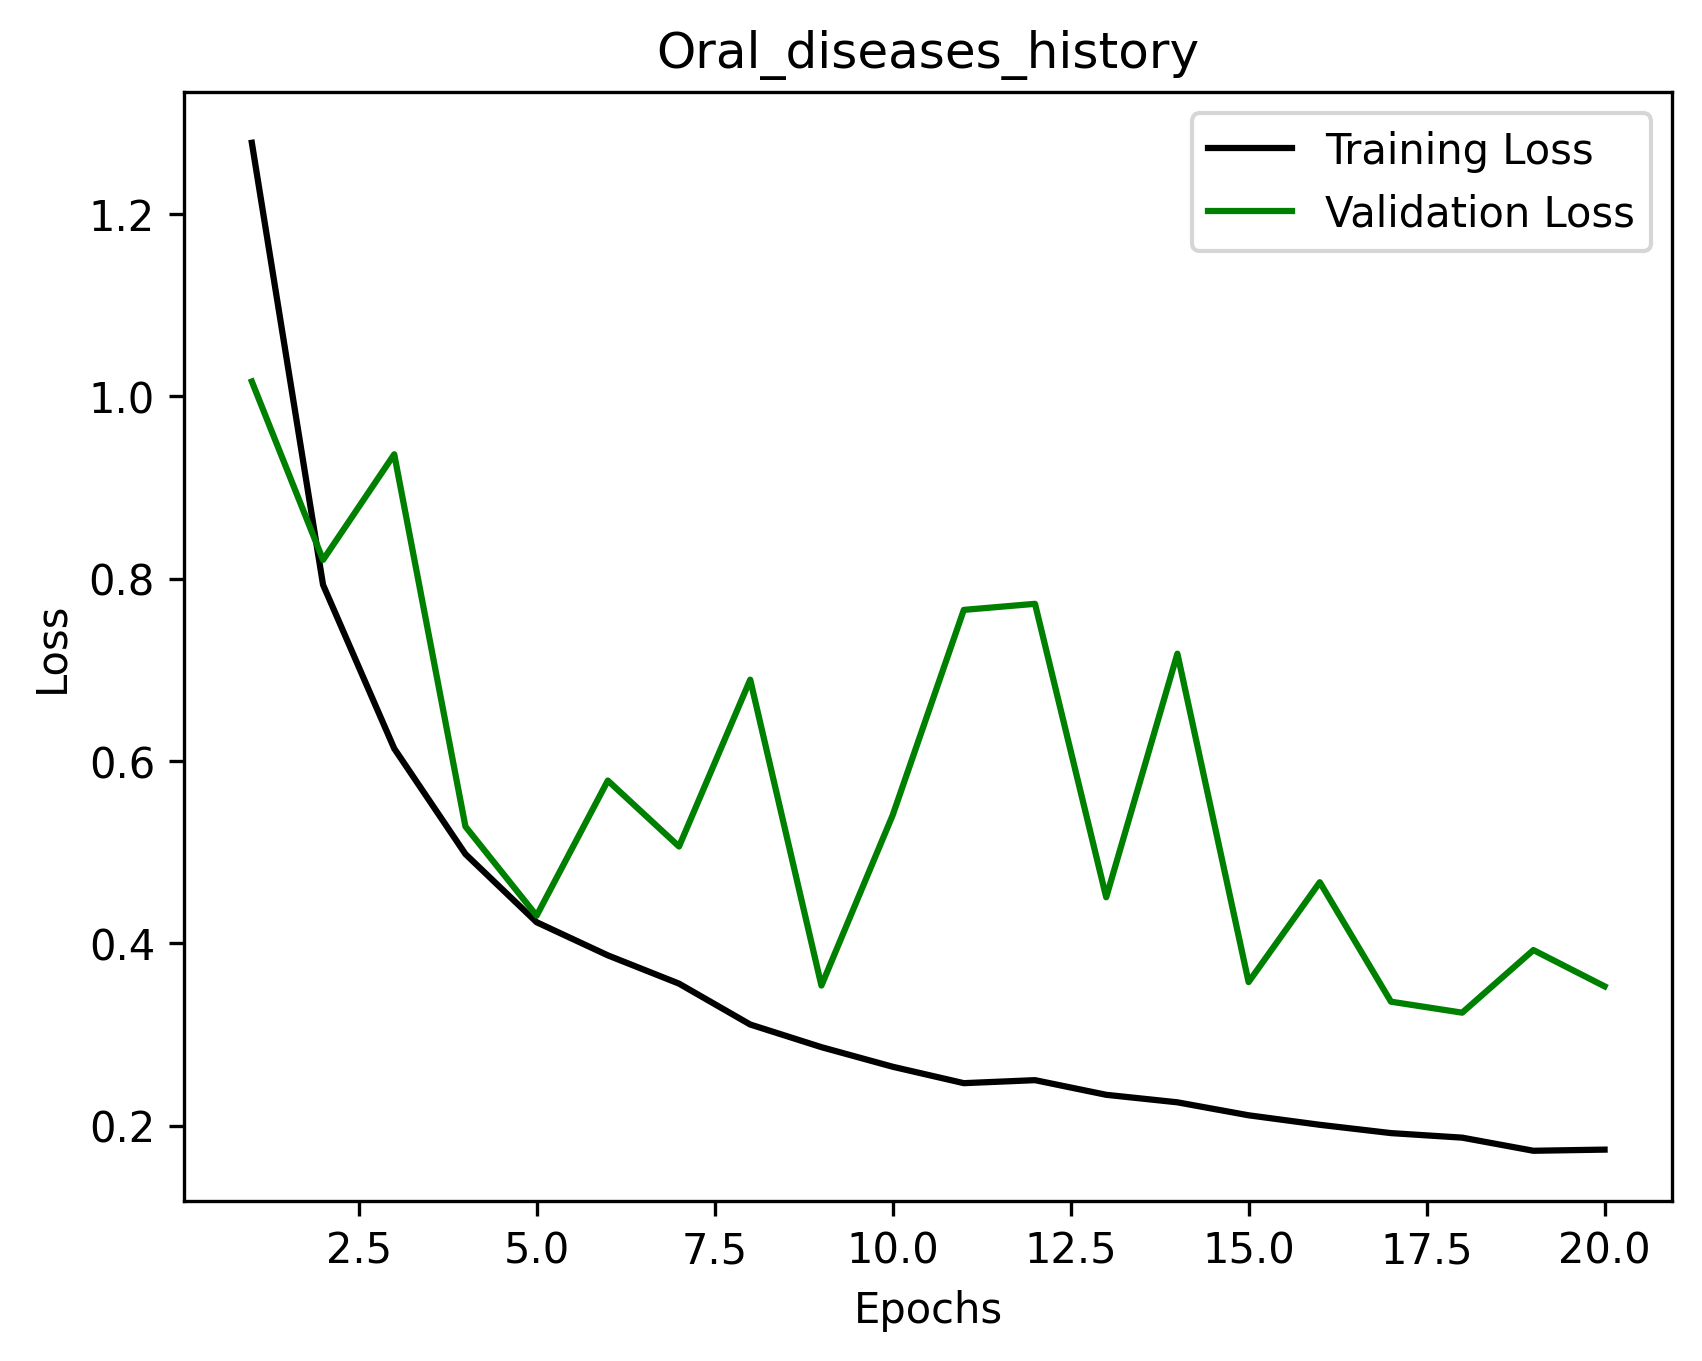 Oral_diseases_history
Training Loss
Validation Loss
1.2
1.0
0.8
0.6
0.4
0.2
Loss
2.5 5.0 7.5 10.0 12.5 15.0 17.5 20.0
Epochs